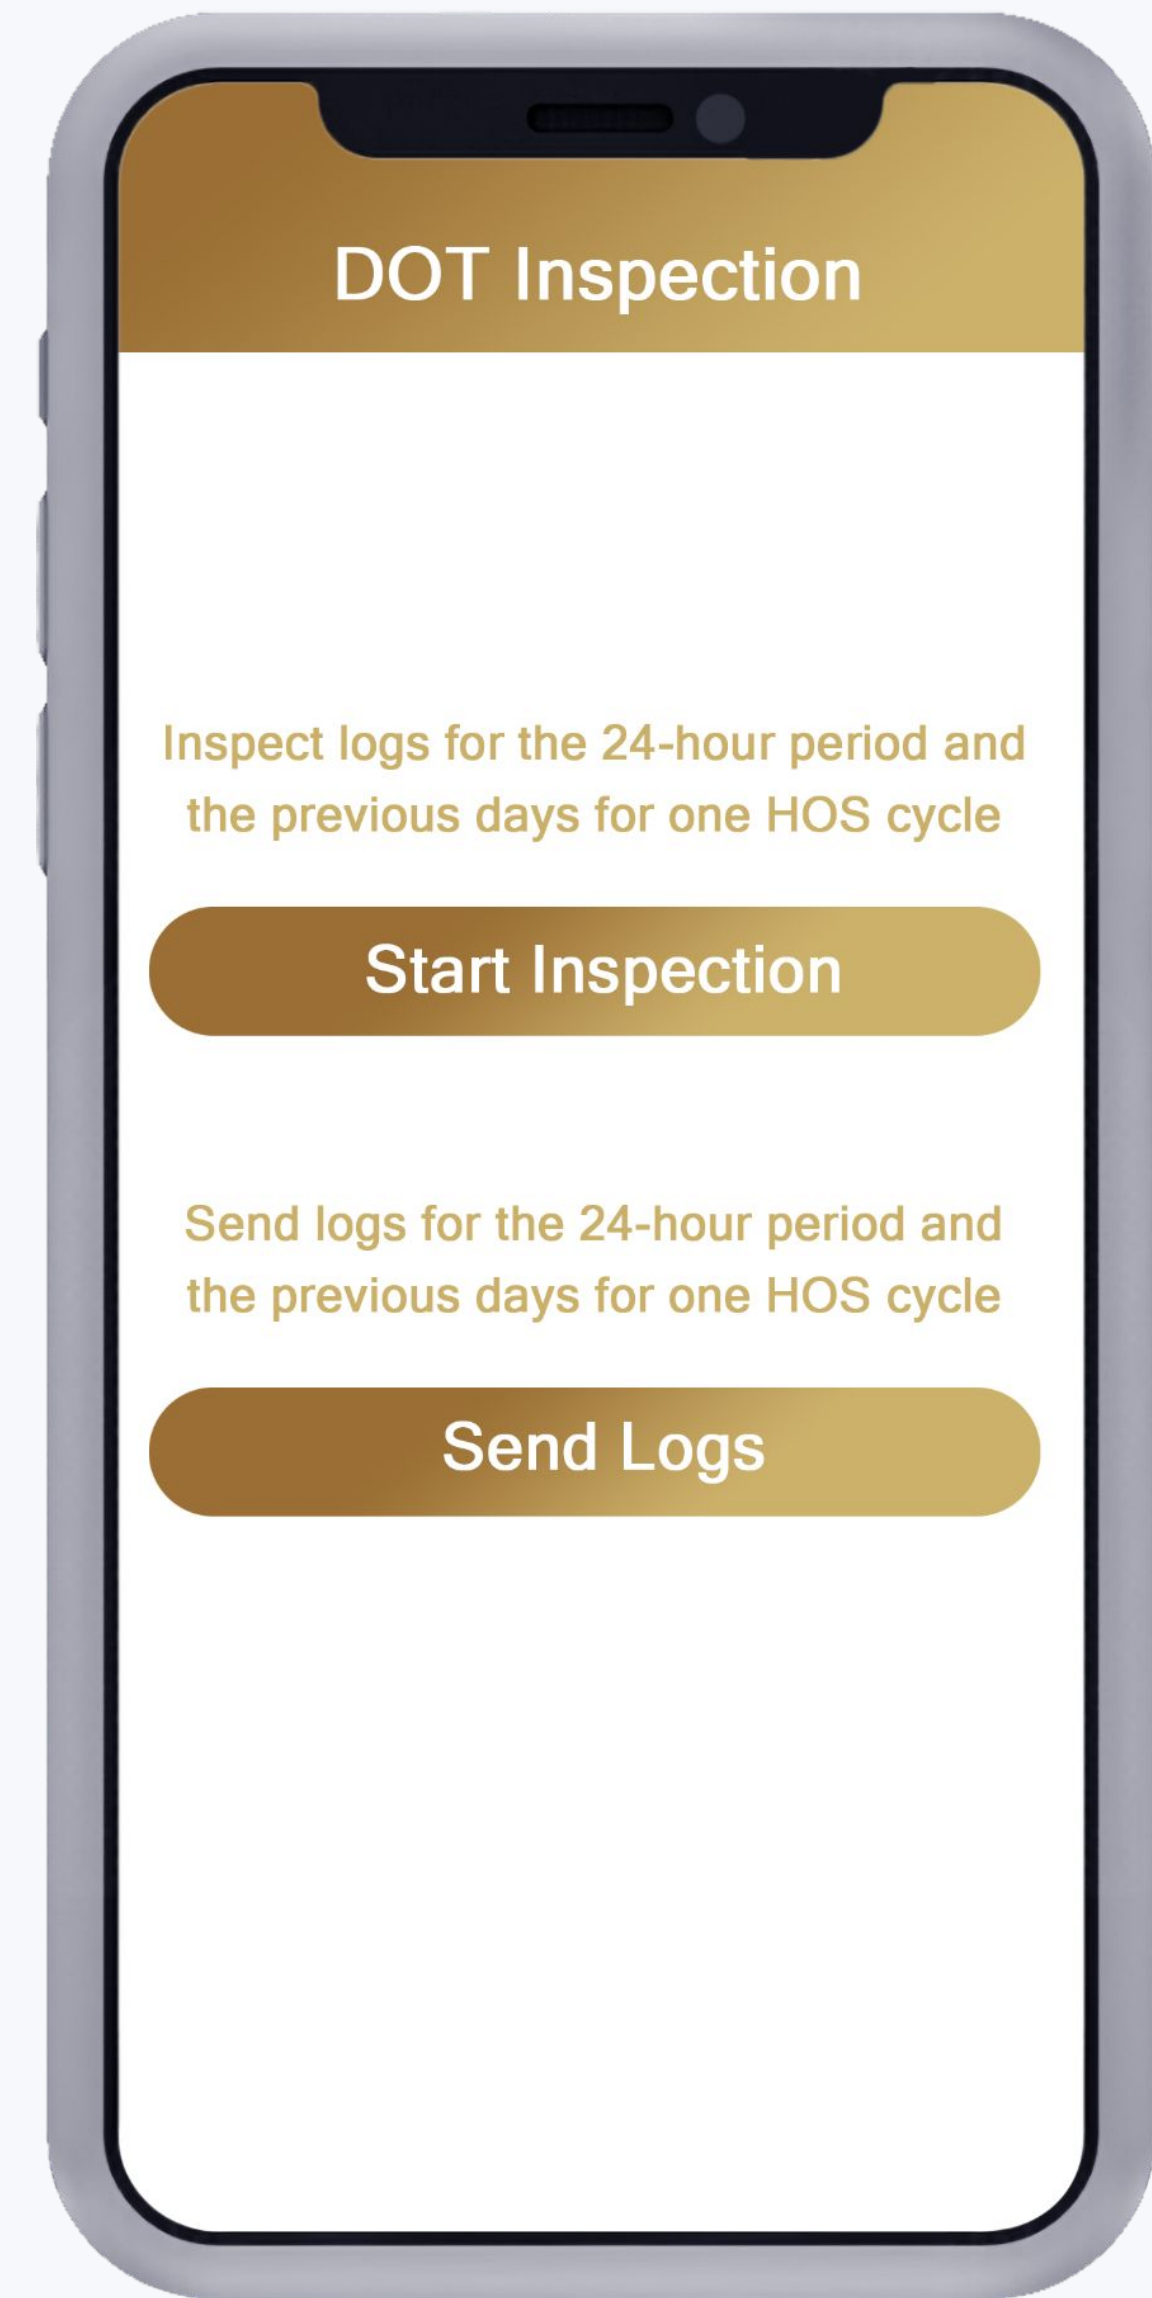 DOT Inspection
Inspect logs for the 24-hour period and
the previous days for one HOS cycle
Start Inspection
Send logs for the 24-hour period and
the previous days for one HOS cycle
Send Logs